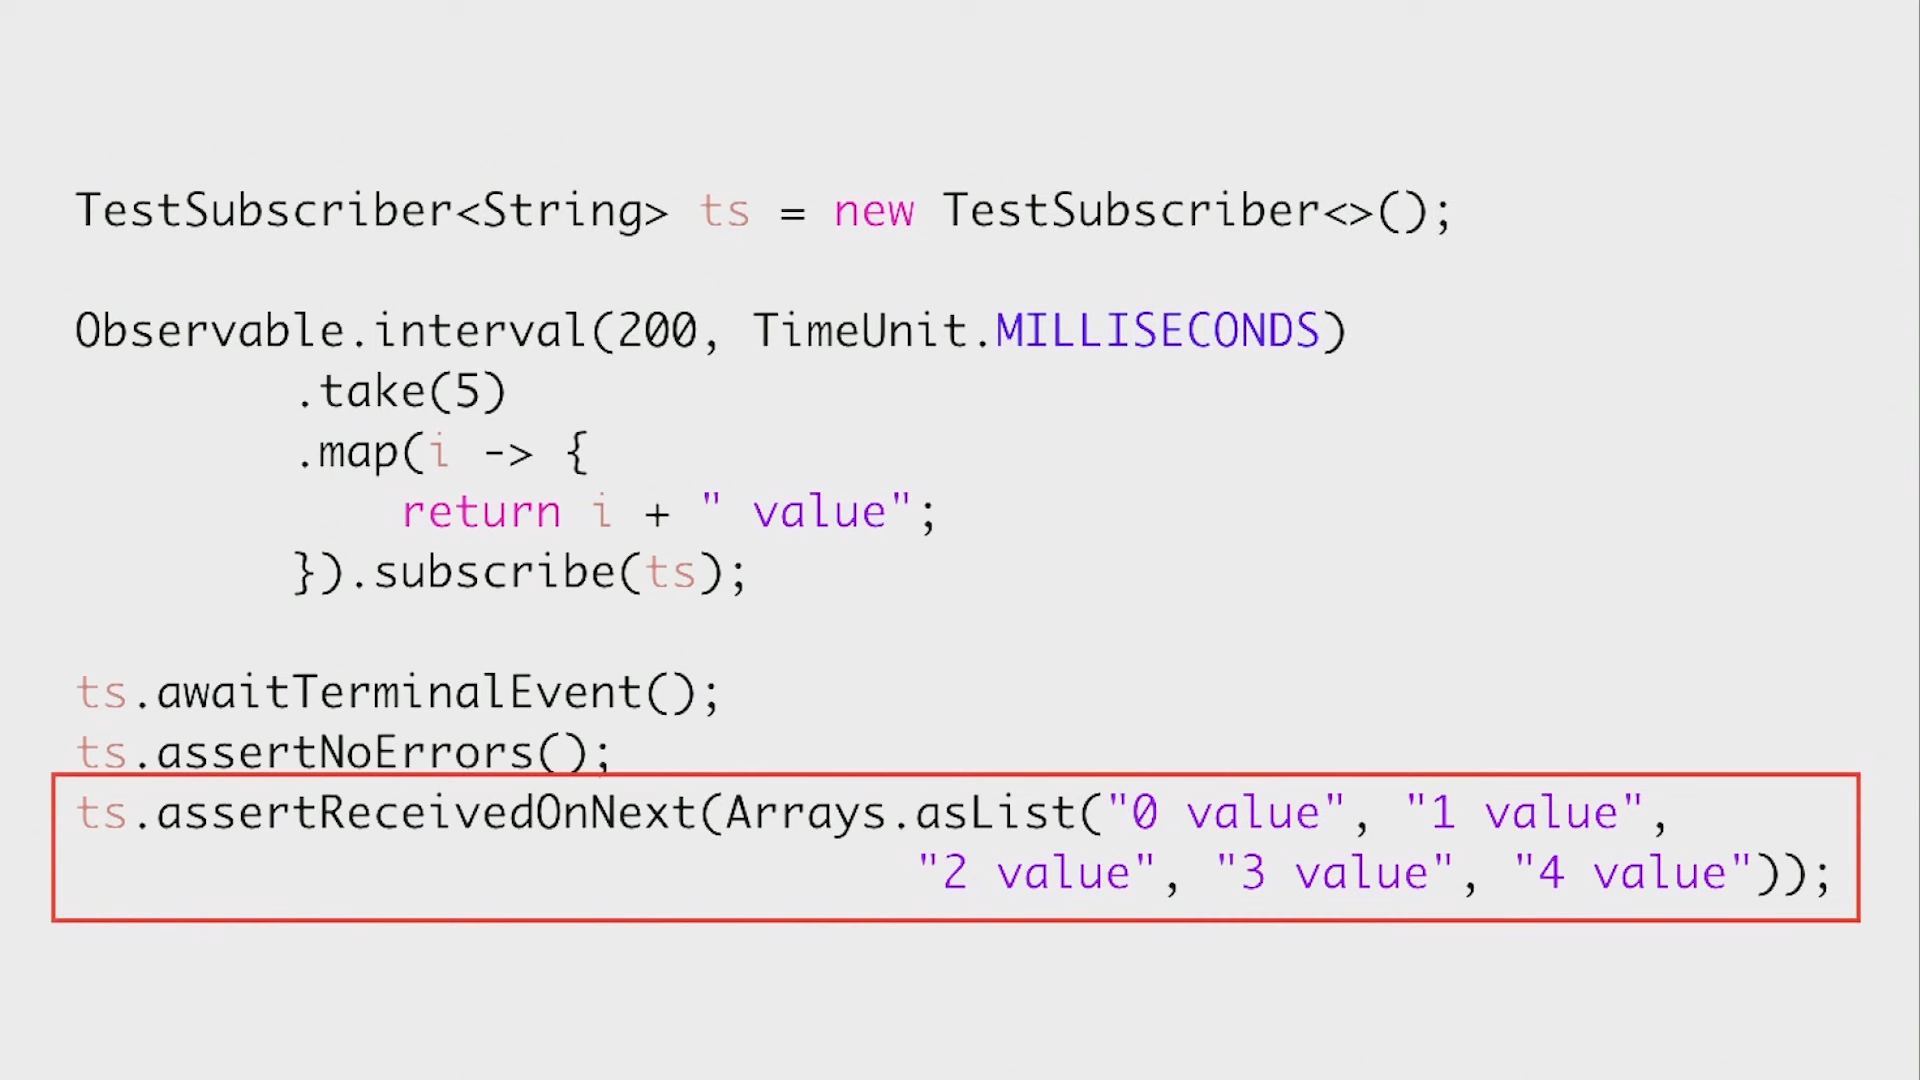 TestSubscriber<String> ts = new TestSubscriber<>();
Observable.interval(200, TimeUnit.MILLISECONDS)
.take(5)
.map(i -> {
return i + " value";
}).subscribe(ts);
ts.awaitTerminalEvent();
ts.assertNoErrors();
ts.assertReceivedOnNext(Arrays.asList("0 value", "1 value",
"2 value", "3 value", "4 value"));